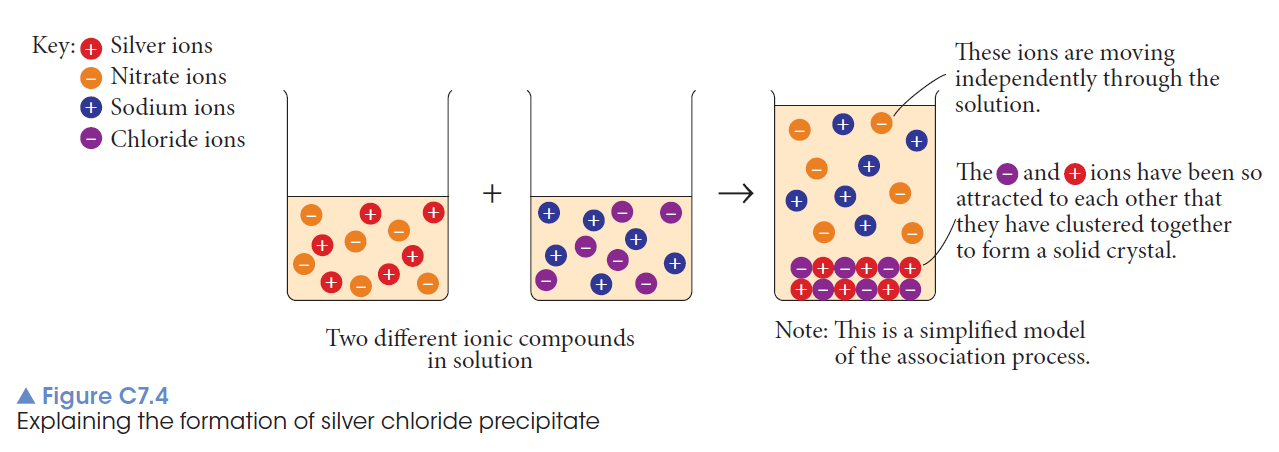 Key: + Silver ions
− Nitrate ions
+ Sodium ions
− Chloride ions
+
→
These ions are moving
independently through the
solution.
The − and + ions have been so
attracted to each other that
they have clustered together
to form a solid crystal.
Two different ionic compounds
in solution
Note: This is a simplified model
of the association process.
▲ Figure C7.4
Explaining the formation of silver chloride precipitate